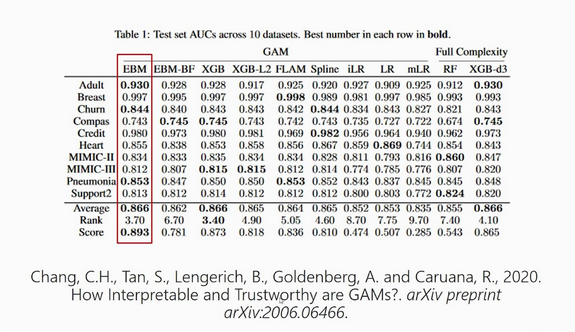 Table 1: Test set AUCs across 10 datasets. Best number in each row in bold.
GAM Full Complexity
EBM EBM-BF XGB XGB-L2 FLAM Spline iLR LR mLR RF XGB-d3
Adult 0.930 0.928 0.928 0.917 0.925 0.920 0.927 0.909 0.925 0.912 0.930
Breast 0.997 0.995 0.997 0.997 0.998 0.989 0.981 0.997 0.985 0.993 0.993
Churn 0.844 0.840 0.843 0.843 0.842 0.844 0.834 0.843 0.827 0.821 0.843
Compas 0.743 0.745 0.745 0.743 0.742 0.743 0.735 0.727 0.722 0.674 0.745
Credit 0.980 0.973 0.980 0.981 0.969 0.982 0.956 0.964 0.940 0.962 0.973
Heart 0.855 0.838 0.853 0.858 0.856 0.867 0.859 0.869 0.744 0.854 0.843
MIMIC-II 0.834 0.833 0.835 0.834 0.834 0.828 0.811 0.793 0.816 0.860 0.847
MIMIC-III 0.812 0.807 0.815 0.815 0.812 0.814 0.774 0.785 0.776 0.807 0.820
Pneumonia 0.853 0.847 0.850 0.850 0.853 0.852 0.843 0.837 0.845 0.845 0.848
Support2 0.813 0.812 0.814 0.812 0.812 0.812 0.800 0.803 0.772 0.824 0.820
Average 0.866 0.862 0.866 0.865 0.864 0.865 0.852 0.853 0.835 0.855 0.866
Rank 3.70 6.70 3.40 4.90 5.05 4.60 8.70 7.75 9.70 7.40 4.10
Score 0.893 0.781 0.873 0.818 0.836 0.810 0.474 0.507 0.285 0.543 0.865
Chang, C.H., Tan, S., Lengerich, B., Goldenberg, A. and Caruana, R., 2020.
How Interpretable and Trustworthy are GAMs?. arXiv preprint
arXiv:2006.06466.